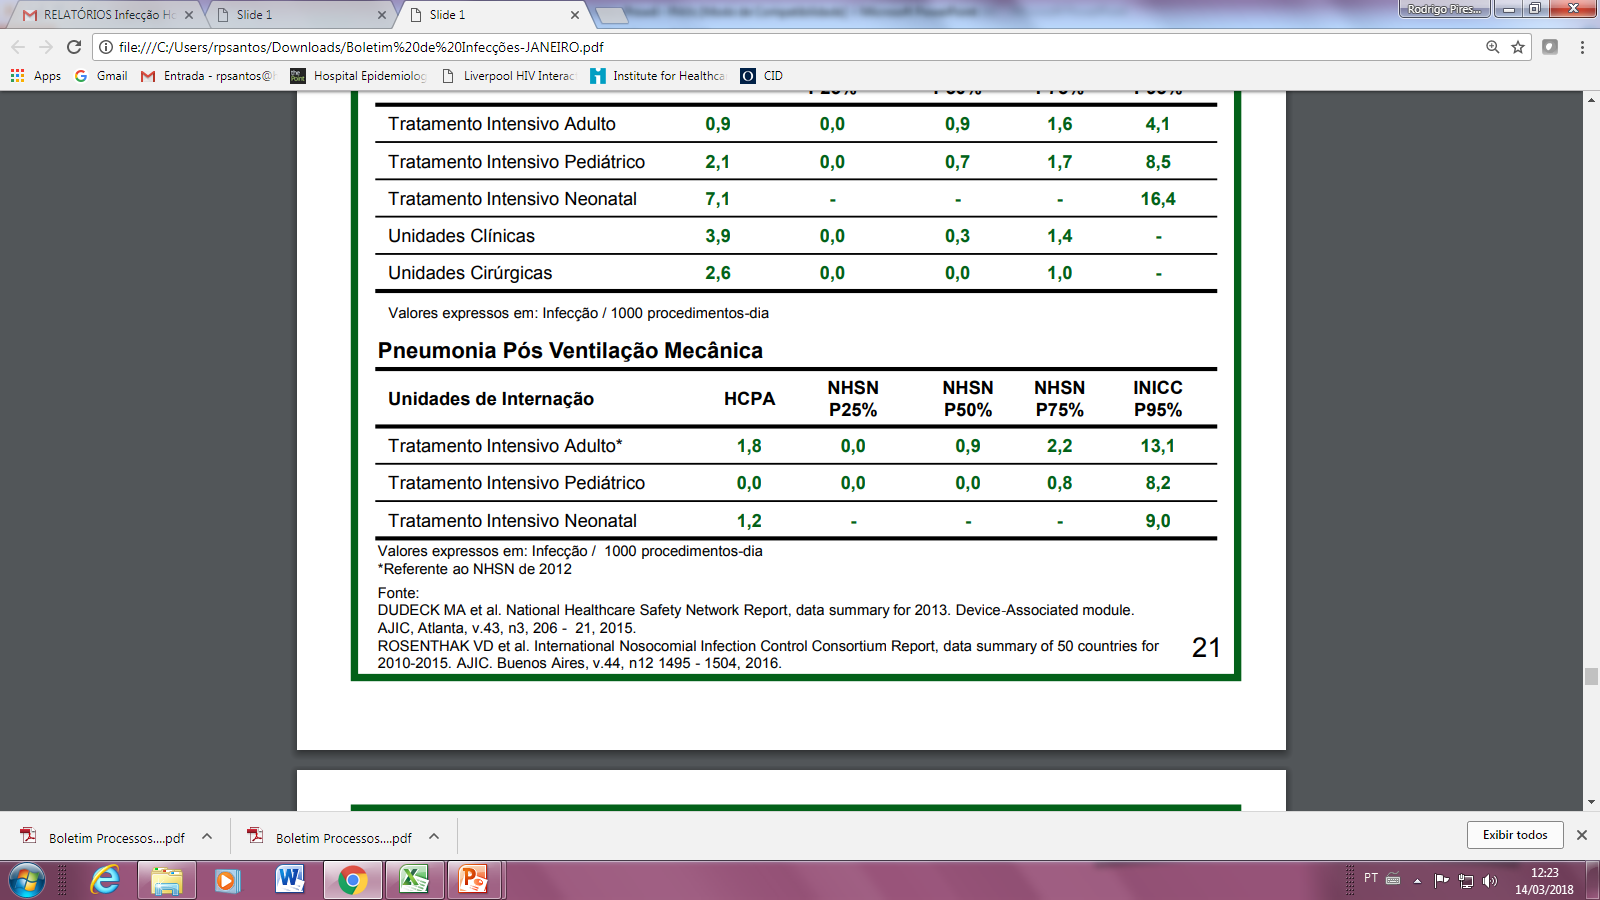 RELATÓRIOS Infecção Ho
Slide 1
Slide 1
Rodrigo Pires...
file:///C:/Users/rpsantos/Downloads/Boletim%20de%20Infecções-JANEIRO.pdf
Apps Gmail Entrada - rpsantos@ Hospital Epidemiolog Liverpool HIV Interac Institute for Healthca CID
Tratamento Intensivo Adulto 0,9 0,0 0,9 1,6 4,1
Tratamento Intensivo Pediátrico 2,1 0,0 0,7 1,7 8,5
Tratamento Intensivo Neonatal 7,1 - - - 16,4
Unidades Clínicas 3,9 0,0 0,3 1,4 -
Unidades Cirúrgicas 2,6 0,0 0,0 1,0 -
Valores expressos em: Infecção / 1000 procedimentos-dia
Pneumonia Pós Ventilação Mecânica
Unidades de Internação HCPA NHSN P25% NHSN P50% NHSN P75% INICC P95%
Tratamento Intensivo Adulto* 1,8 0,0 0,9 2,2 13,1
Tratamento Intensivo Pediátrico 0,0 0,0 0,0 0,8 8,2
Tratamento Intensivo Neonatal 1,2 - - - 9,0
Valores expressos em: Infecção / 1000 procedimentos-dia
*Referente ao NHSN de 2012
Fonte:
DUDECK MA et al. National Healthcare Safety Network Report, data summary for 2013. Device-Associated module.
AJIC, Atlanta, v.43, n3, 206 - 21, 2015.
ROSENTHAK VD et al. International Nosocomial Infection Control Consortium Report, data summary of 50 countries for
2010-2015. AJIC. Buenos Aires, v.44, n12 1495 - 1504, 2016.
21
Boletim Processos....pdf
Boletim Processos....pdf
Exibir todos
PT
12:23
14/03/2018